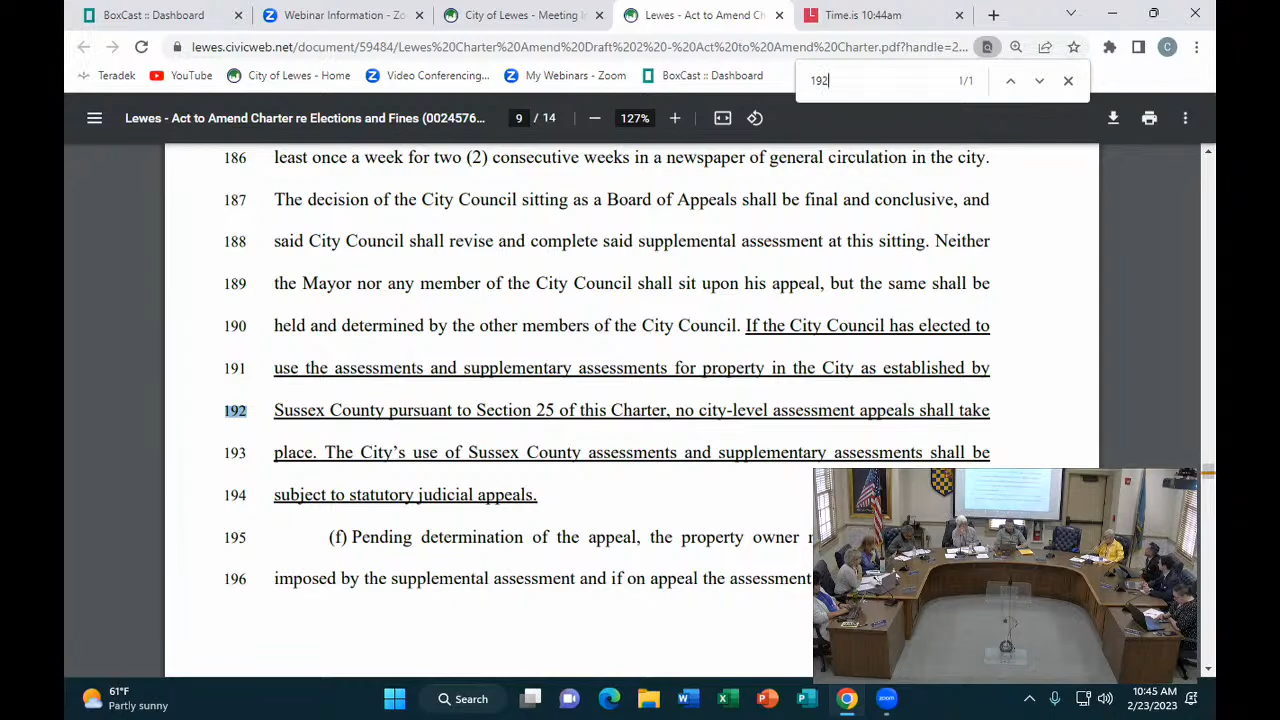 BoxCast :: Dashboard
Webinar Information - Zo
City of Lewes - Meeting
Lewes - Act to Amend Ch
Time.is 10:44am
lewes.civicweb.net/document/59484/Lewes%20Charter%20Amend%20Draft%202%20-%20Act%20to%20Amend%20Charter.pdf?handle=2...
C
Teradek
YouTube
City of Lewes - Home
Video Conferencing...
My Webinars - Zoom
BoxCast :: Dashboard
192
1/1
Lewes - Act to Amend Charter re Elections and Fines (0024576...
9 / 14
127%
186 least once a week for two (2) consecutive weeks in a newspaper of general circulation in the city.
187 The decision of the City Council sitting as a Board of Appeals shall be final and conclusive, and
188 said City Council shall revise and complete said supplemental assessment at this sitting. Neither
189 the Mayor nor any member of the City Council shall sit upon his appeal, but the same shall be
190 held and determined by the other members of the City Council. If the City Council has elected to
191 use the assessments and supplementary assessments for property in the City as established by
192 Sussex County pursuant to Section 25 of this Charter, no city-level assessment appeals shall take
193 place. The City's use of Sussex County assessments and supplementary assessments shall be
194 subject to statutory judicial appeals.
195 (f) Pending determination of the appeal, the property owner
196 imposed by the supplemental assessment and if on appeal the assessment
61°F
Partly sunny
Search
zoom
10:45 AM
2/23/2023